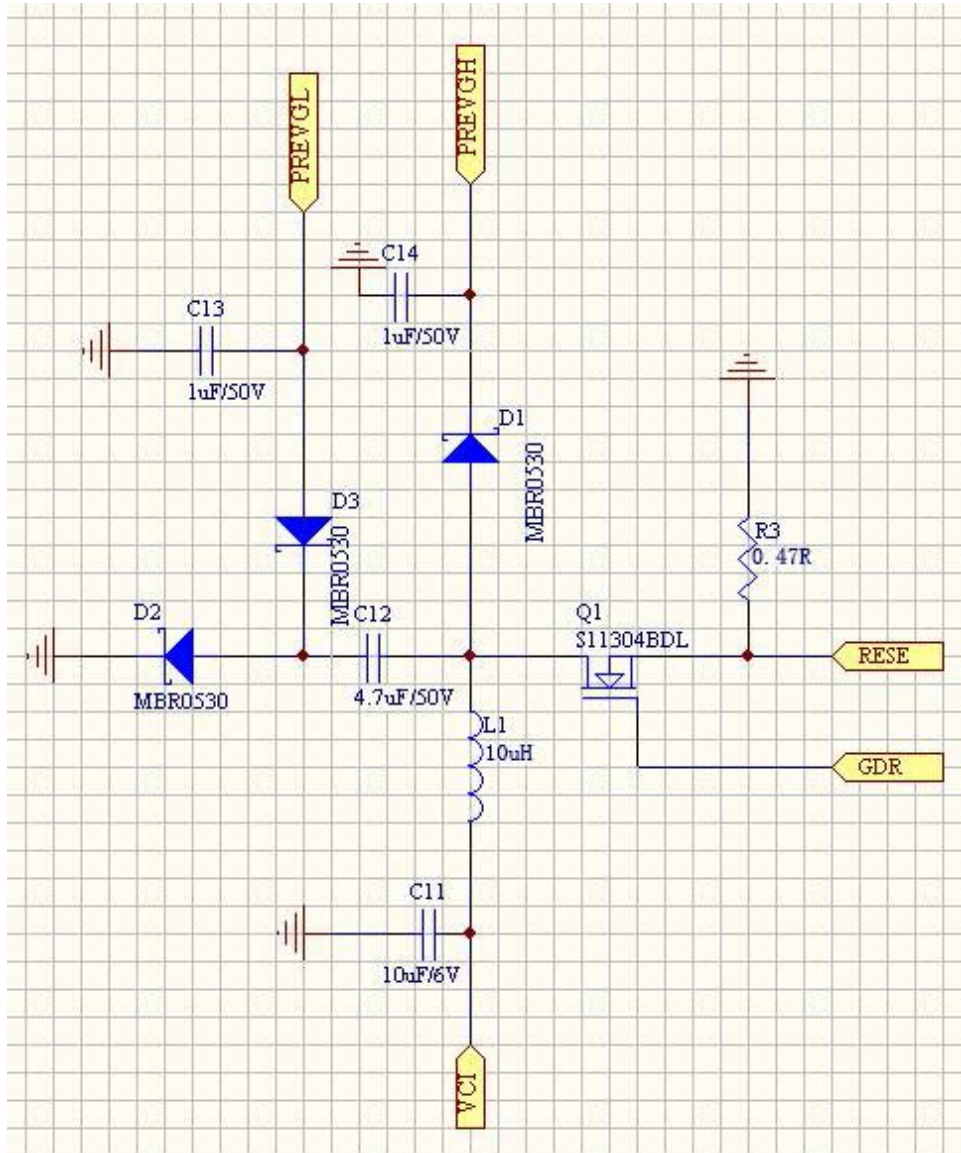 PREVGL
PREVGH
C14
1uF/50V
C13
1uF/50V
D1
MBR0530
D3
MBR0530
R3
0.47R
D2
MBR0530
C12
4.7uF/50V
Q1
S11304BDL
RESE
GDR
L1
10uH
C11
10uF/6V
VCI